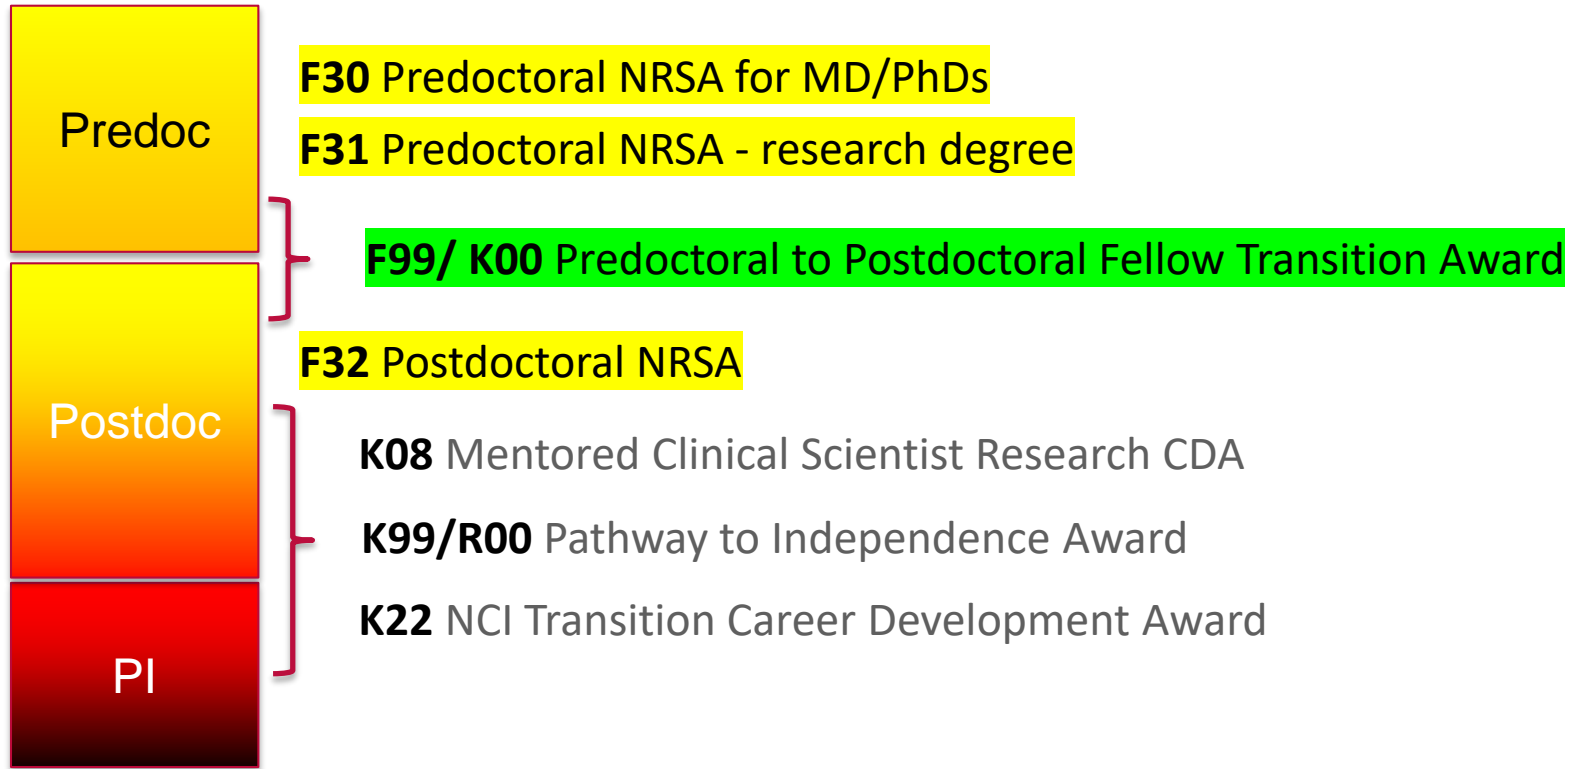 Predoc
F30 Predoctoral NRSA for MD/PhDs
F31 Predoctoral NRSA - research degree
F99/ K00 Predoctoral to Postdoctoral Fellow Transition Award
F32 Postdoctoral NRSA
Postdoc
K08 Mentored Clinical Scientist Research CDA
K99/R00 Pathway to Independence Award
K22 NCI Transition Career Development Award
PI